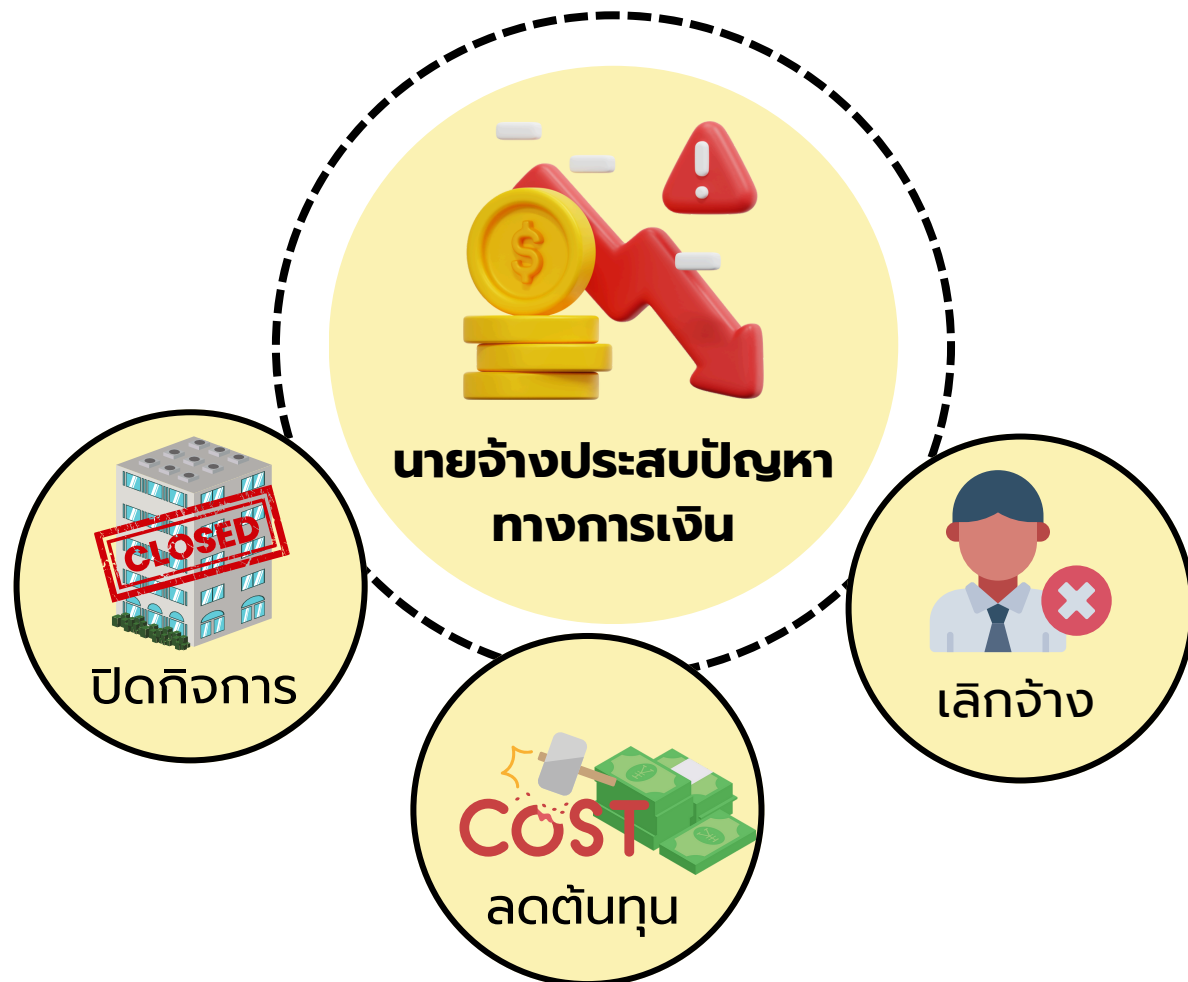 นายจ้างประสบปัญหา
ทางการเงิน
CLOSED
ปิดกิจการ
COST
ลดต้นทุน
เลิกจ้าง